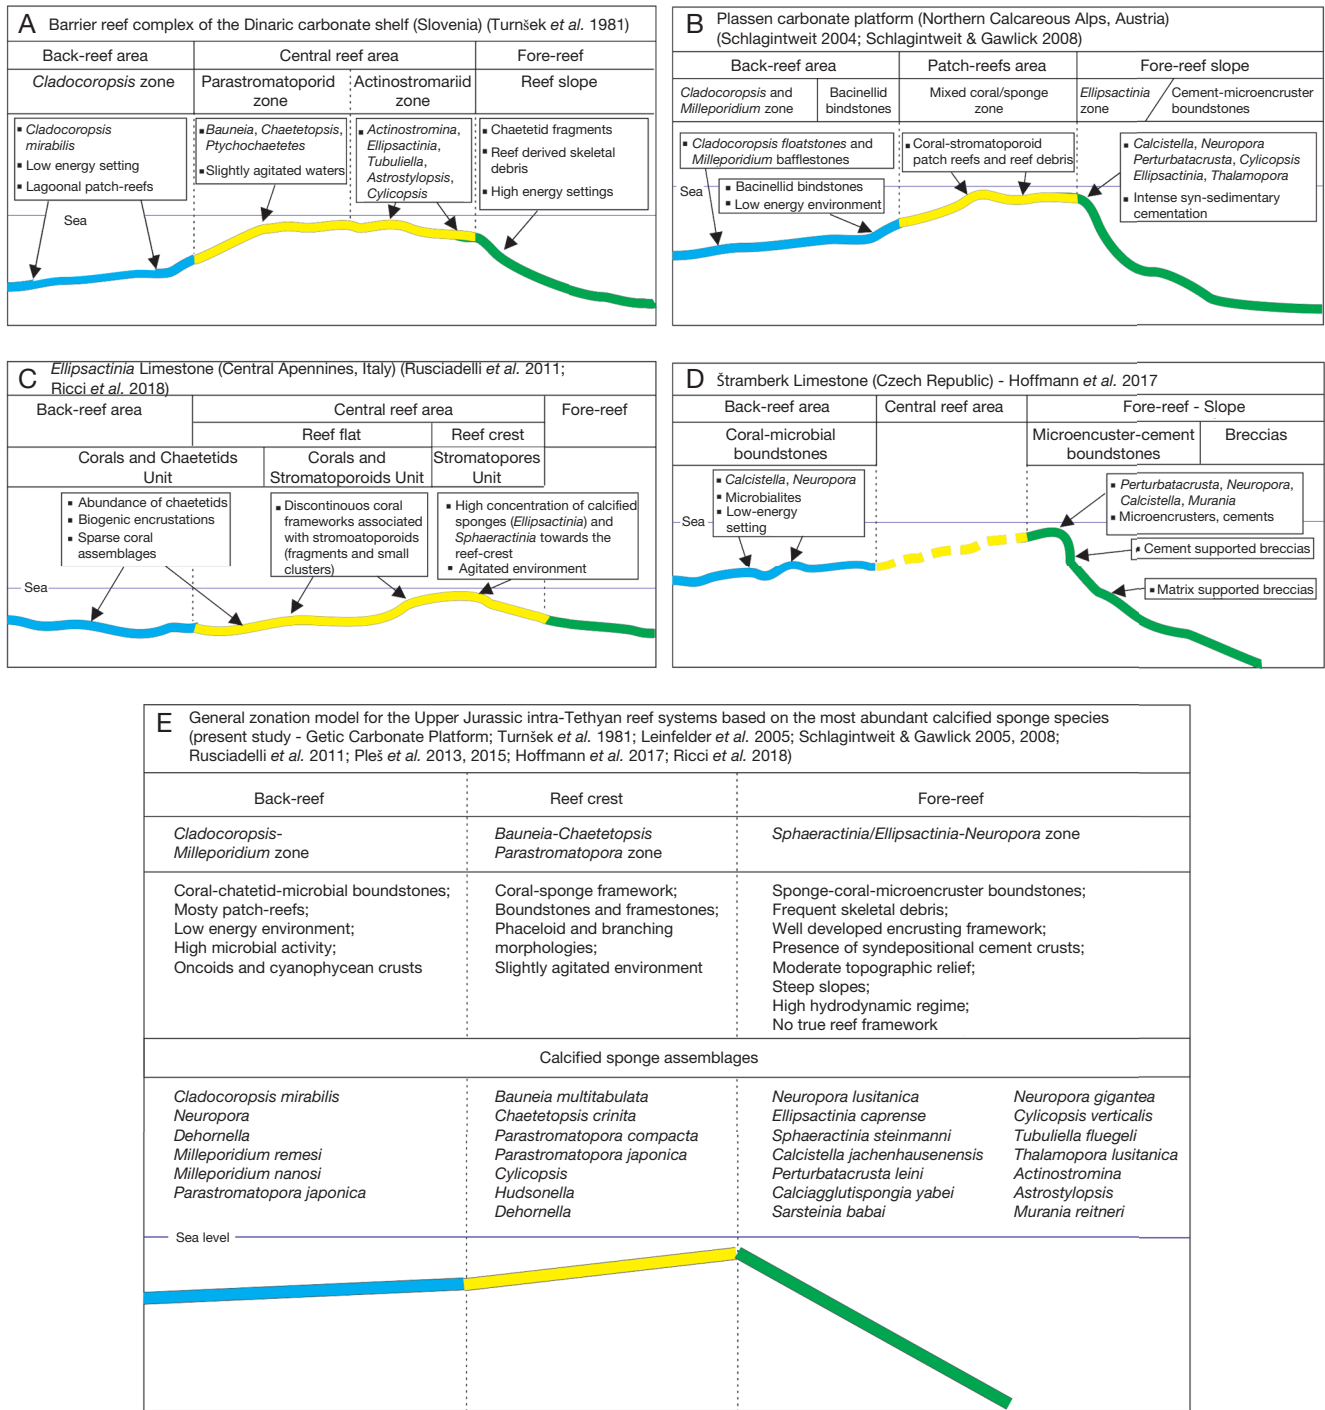 A Barrier reef complex of the Dinaric carbonate shelf (Slovenia) (Turnšek et al. 1981)
Back-reef area
Central reef area
Fore-reef
Cladocoropsis zone
Parastromatoporid
zone
Actinostromariid
zone
Reef slope
▪ Cladocoropsis
mirabilis
▪ Low energy setting
▪ Lagoonal patch-reefs
▪ Bauneia, Chaetetopsis,
Ptychochaetetes
▪ Slightly agitated waters
▪ Actinostromina,
Ellipsactinia,
Tubuliella,
Astrostylopsis,
Cylicopsis
▪ Chaetetid fragments
▪ Reef derived skeletal
debris
▪ High energy settings
Sea
B Plassen carbonate platform (Northern Calcareous Alps, Austria)
(Schlagintweit 2004; Schlagintweit & Gawlick 2008)
Back-reef area
Patch-reefs area
Fore-reef slope
Cladocoropsis and
Milleporidium zone
Bacinellid
bindstones
Mixed coral/sponge
zone
Ellipsactinia
zone
Cement-microencruster
boundstones
▪ Cladocoropsis floatstones and
Milleporidium bafflestones
▪ Bacinellid bindstones
▪ Low energy environment
▪ Coral-stromatoporoid
patch reefs and reef debris
▪ Calcistella, Neuropora
Perturbatacrusta, Cylicopsis
Ellipsactinia, Thalamopora
▪ Intense syn-sedimentary
cementation
Sea
C Ellipsactinia Limestone (Central Apennines, Italy) (Rusciadelli et al. 2011;
Ricci et al. 2018)
Back-reef area
Central reef area
Fore-reef
Reef flat
Reef crest
Corals and Chaetetids
Unit
Corals and
Stromatoporoids Unit
Stromatopores
Unit
▪ Abundance of chaetetids
▪ Biogenic encrustations
▪ Sparse coral
assemblages
▪ Discontinouos coral
frameworks associated
with stromoatoporoids
(fragments and small
clusters)
▪ High concentration of calcified
sponges (Ellipsactinia) and
Sphaeractinia towards the
reef-crest
▪ Agitated environment
Sea
D Štramberk Limestone (Czech Republic) - Hoffmann et al. 2017
Back-reef area
Central reef area
Fore-reef - Slope
Coral-microbial
boundstones
Microencuster-cement
boundstones
Breccias
▪ Calcistella, Neuropora
▪ Microbialites
▪ Low-energy
setting
▪ Perturbatacrusta, Neuropora,
Calcistella, Murania
▪ Microencrusters, cements
▪ Cement supported breccias
▪ Matrix supported breccias
Sea
E General zonation model for the Upper Jurassic intra-Tethyan reef systems based on the most abundant calcified sponge species
(present study - Getic Carbonate Platform; Turnšek et al. 1981; Leinfelder et al. 2005; Schlagintweit & Gawlick 2005, 2008;
Rusciadelli et al. 2011; Pleš et al. 2013, 2015; Hoffmann et al. 2017; Ricci et al. 2018)
Back-reef
Reef crest
Fore-reef
Cladocoropsis-
Milleporidium zone
Bauneia-Chaetetopsis
Parastromatopora zone
Sphaeractinia/Ellipsactinia-Neuropora zone
Coral-chatetid-microbial boundstones;
Mosty patch-reefs;
Low energy environment;
High microbial activity;
Oncoids and cyanophycean crusts
Coral-sponge framework;
Boundstones and framestones;
Phaceloid and branching
morphologies;
Slightly agitated environment
Sponge-coral-microencruster boundstones;
Frequent skeletal debris;
Well developed encrusting framework;
Presence of syndepositional cement crusts;
Moderate topographic relief;
Steep slopes;
High hydrodynamic regime;
No true reef framework
Calcified sponge assemblages
Cladocoropsis mirabilis
Neuropora
Dehornella
Milleporidium remesi
Milleporidium nanosi
Parastromatopora japonica
Bauneia multitabulata
Chaetetopsis crinita
Parastromatopora compacta
Parastromatopora japonica
Cylicopsis
Hudsonella
Dehornella
Neuropora lusitanica
Ellipsactinia caprense
Sphaeractinia steinmanni
Calcistella jachenhausenensis
Perturbatacrusta leini
Calciagglutispongia yabei
Sarsteinia babai
Neuropora gigantea
Cylicopsis verticalis
Tubuliella fluegeli
Thalamopora lusitanica
Actinostromina
Astrostylopsis
Murania reitneri
Sea level